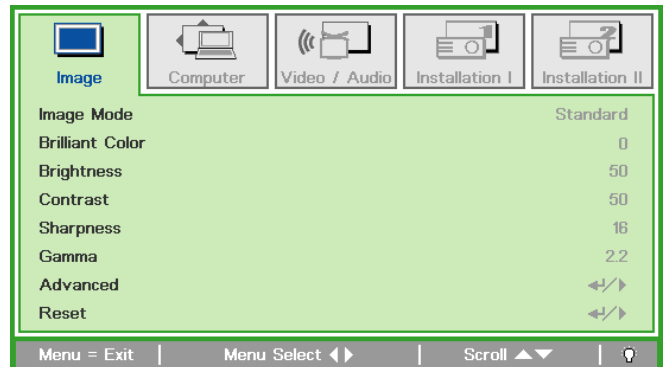 Image Computer Video / Audio Installation I Installation II
Image Mode Standard
Brilliant Color 0
Brightness 50
Contrast 50
Sharpness 16
Gamma 2.2
Advanced
Reset
Menu = Exit Menu Select Scroll